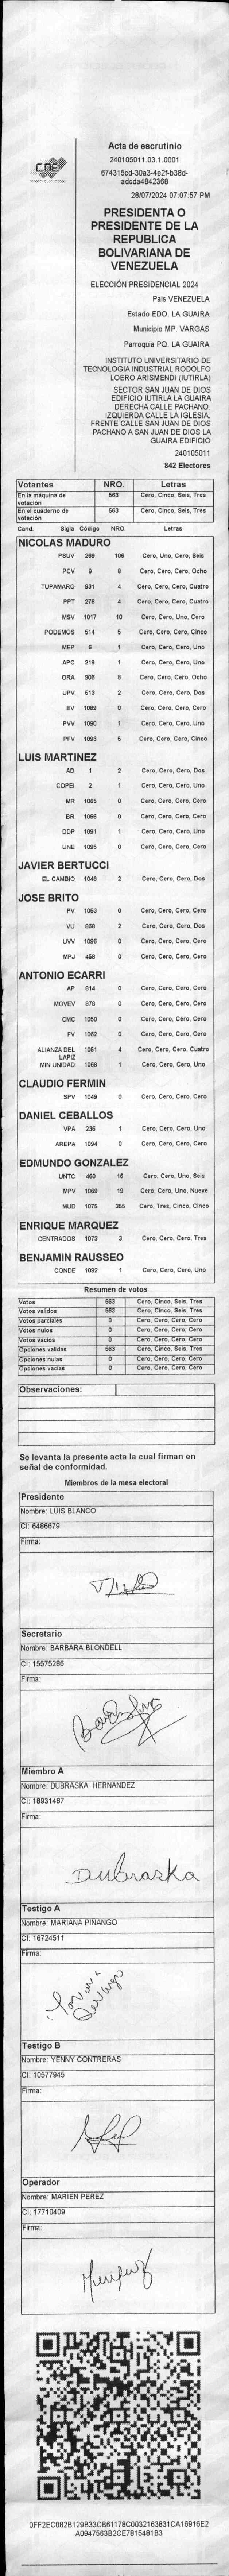 CNE
Acta de escrutinio
240105011.03.1.0001
674315cd-30a3-4e2f-b38d-
adcda4842368
28/07/2024 07:07:57 PM
PRESIDENTA O
PRESIDENTE DE LA
REPUBLICA
BOLIVARIANA DE
VENEZUELA
ELECCIÓN PRESIDENCIAL 2024
Pais VENEZUELA
Estado EDO. LA GUAIRA
Municipio MP. VARGAS
Parroquia PQ. LA GUAIRA
INSTITUTO UNIVERSITARIO DE
TECNOLOGIA INDUSTRIAL RODOLFO
LOERO ARISMENDI (IUTIRLA)
SECTOR SAN JUAN DE DIOS
EDIFICIO IUTIRLA LA GUAIRA
DERECHA CALLE PACHANO.
IZQUIERDA CALLE LA IGLESIA.
FRENTE CALLE SAN JUAN DE DIOS
PACHANO A SAN JUAN DE DIOS LA
GUAIRA EDIFICIO
240105011
842 Electores
Votantes NRO. Letras
En la máquina de votación 563 Cero, Cinco, Seis, Tres
En el cuaderno de votación 563 Cero, Cinco, Seis, Tres
Cand. Sigla Código NRO. Letras
NICOLAS MADURO
PSUV 269 106 Cero, Uno, Cero, Seis
PCV 9 8 Cero, Cero, Cero, Ocho
TUPAMARO 931 4 Cero, Cero, Cero, Cuatro
PPT 276 4 Cero, Cero, Cero, Cuatro
MSV 1017 10 Cero, Cero, Uno, Cero
PODEMOS 514 5 Cero, Cero, Cero, Cinco
MEP 6 1 Cero, Cero, Cero, Uno
APC 219 1 Cero, Cero, Cero, Uno
ORA 906 8 Cero, Cero, Cero, Ocho
UPV 513 2 Cero, Cero, Cero, Dos
EV 1089 0 Cero, Cero, Cero, Cero
PVV 1090 1 Cero, Cero, Cero, Uno
PFV 1093 5 Cero, Cero, Cero, Cinco
LUIS MARTINEZ
AD 1 2 Cero, Cero, Cero, Dos
COPEI 2 1 Cero, Cero, Cero, Uno
MR 1065 0 Cero, Cero, Cero, Cero
BR 1066 0 Cero, Cero, Cero, Cero
DDP 1091 1 Cero, Cero, Cero, Uno
UNE 1095 0 Cero, Cero, Cero, Cero
JAVIER BERTUCCI
EL CAMBIO 1046 2 Cero, Cero, Cero, Dos
JOSE BRITO
PV 1053 0 Cero, Cero, Cero, Cero
VU 868 2 Cero, Cero, Cero, Dos
UVV 1096 0 Cero, Cero, Cero, Cero
MPJ 458 0 Cero, Cero, Cero, Cero
ANTONIO ECARRI
AP 814 0 Cero, Cero, Cero, Cero
MOVEV 978 0 Cero, Cero, Cero, Cero
CMC 1050 0 Cero, Cero, Cero, Cero
FV 1062 0 Cero, Cero, Cero, Cero
ALIANZA DEL LAPIZ 1051 4 Cero, Cero, Cero, Cuatro
MIN UNIDAD 1068 1 Cero, Cero, Cero, Uno
CLAUDIO FERMIN
SPV 1049 0 Cero, Cero, Cero, Cero
DANIEL CEBALLOS
VPA 236 1 Cero, Cero, Cero, Uno
AREPA 1094 0 Cero, Cero, Cero, Cero
EDMUNDO GONZALEZ
UNTC 460 16 Cero, Cero, Uno, Seis
MPV 1069 19 Cero, Cero, Uno, Nueve
MUD 1075 355 Cero, Tres, Cinco, Cinco
ENRIQUE MARQUEZ
CENTRADOS 1073 3 Cero, Cero, Cero, Tres
BENJAMIN RAUSSEO
CONDE 1092 1 Cero, Cero, Cero, Uno
Resumen de votos
Votos 563 Cero, Cinco, Seis, Tres
Votos validos 563 Cero, Cinco, Seis, Tres
Votos parciales 0 Cero, Cero, Cero, Cero
Votos nulos 0 Cero, Cero, Cero, Cero
Votos vacios 0 Cero, Cero, Cero, Cero
Opciones validas 563 Cero, Cinco, Seis, Tres
Opciones nulas 0 Cero, Cero, Cero, Cero
Opciones vacias 0 Cero, Cero, Cero, Cero
Observaciones:
Se levanta la presente acta la cual firman en
señal de conformidad.
Miembros de la mesa electoral
Presidente
Nombre: LUIS BLANCO
CI: 6486679
Firma:
Secretario
Nombre: BARBARA BLONDELL
CI: 15575286
Firma:
Miembro A
Nombre: DUBRASKA HERNANDEZ
CI: 18931487
Firma:
Dubraska
Testigo A
Nombre: MARIANA PIÑANGO
CI: 16724511
Firma:
Testigo B
Nombre: YENNY CONTRERAS
CI: 10577945
Firma:
Operador
Nombre: MARIEN PEREZ
CI: 17710409
Firma:
0FF2EC082B129B33CB61178C0032163831CA16916E2
A0947563B2CE7815481B3